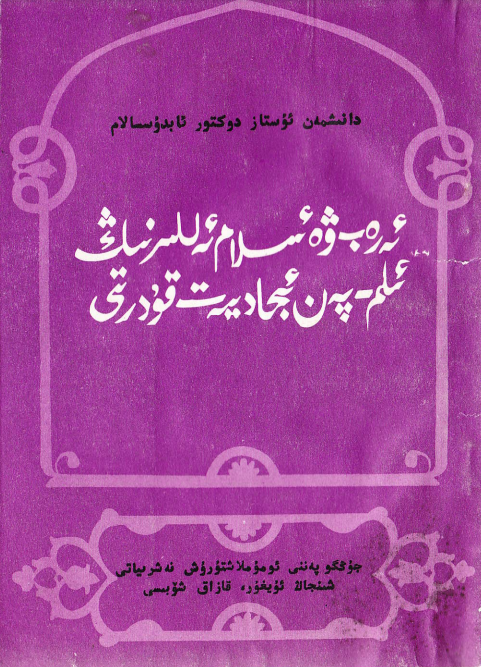 دانىشمەن ئۇستاز دوكتور ئابدۇسسالام
ئەرەب ۋە ئىسلام ئەللىرىنىڭ
ئىلىم-پەن ئىجادىيەت قۇدرىتى
جۇڭگو پەننى ئومۇملاشتۇرۇش نەشرىياتى
شىنجاڭ ئۇيغۇر، قازاق شۆبىسى